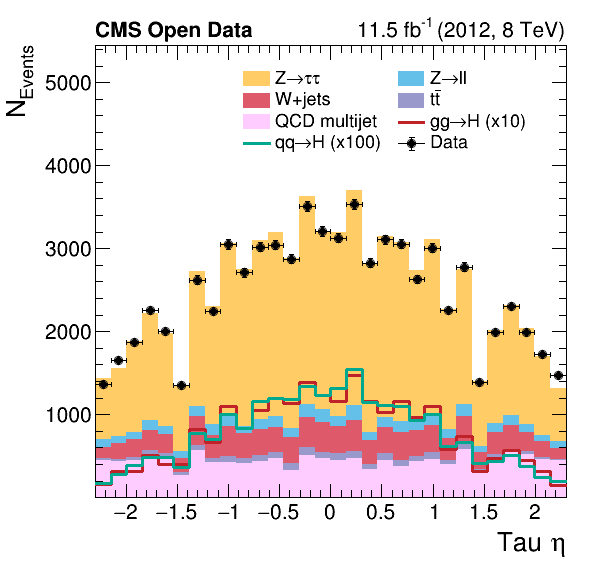 CMS Open Data 11.5 fb⁻¹ (2012, 8 TeV)
N_Events
5000
4000
3000
2000
1000
Z→ττ Z→ll
W+jets tt̄
QCD multijet gg→H (x10)
qq→H (x100) Data
−2 −1.5 −1 −0.5 0 0.5 1 1.5 2
Tau η